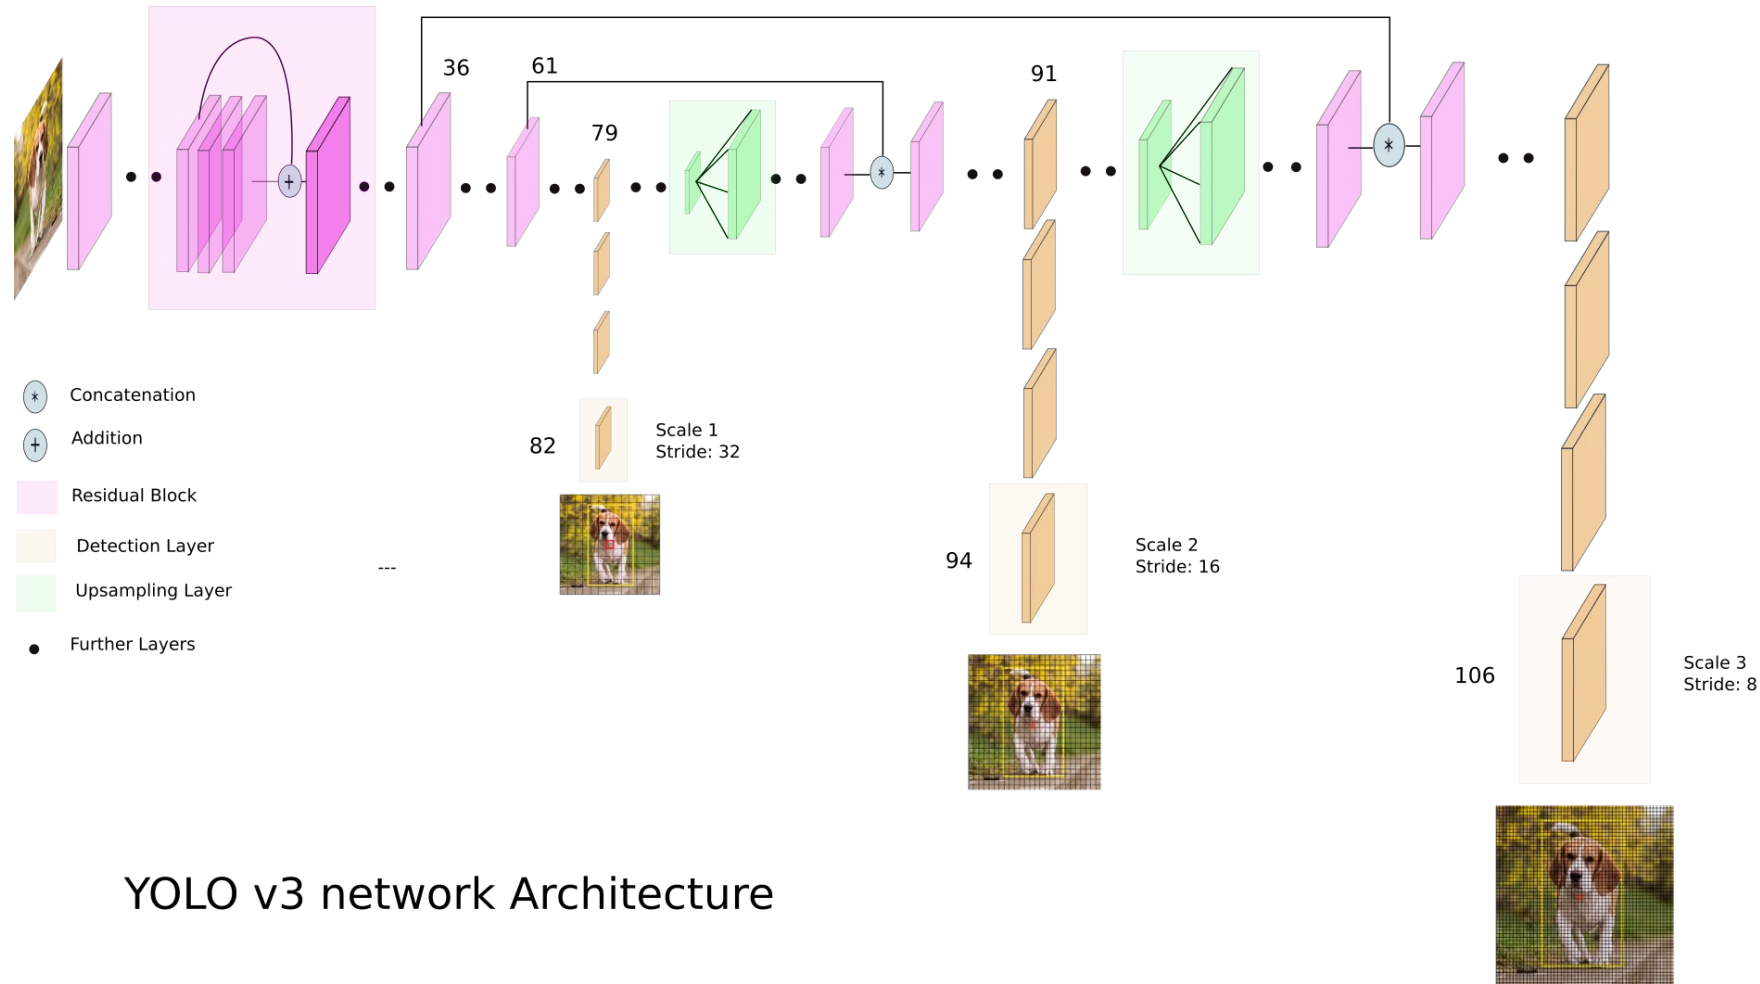 36
61
79
91
Concatenation
Addition
Residual Block
Detection Layer
Upsampling Layer
Further Layers
---
82
Scale 1
Stride: 32
94
Scale 2
Stride: 16
106
Scale 3
Stride: 8
YOLO v3 network Architecture